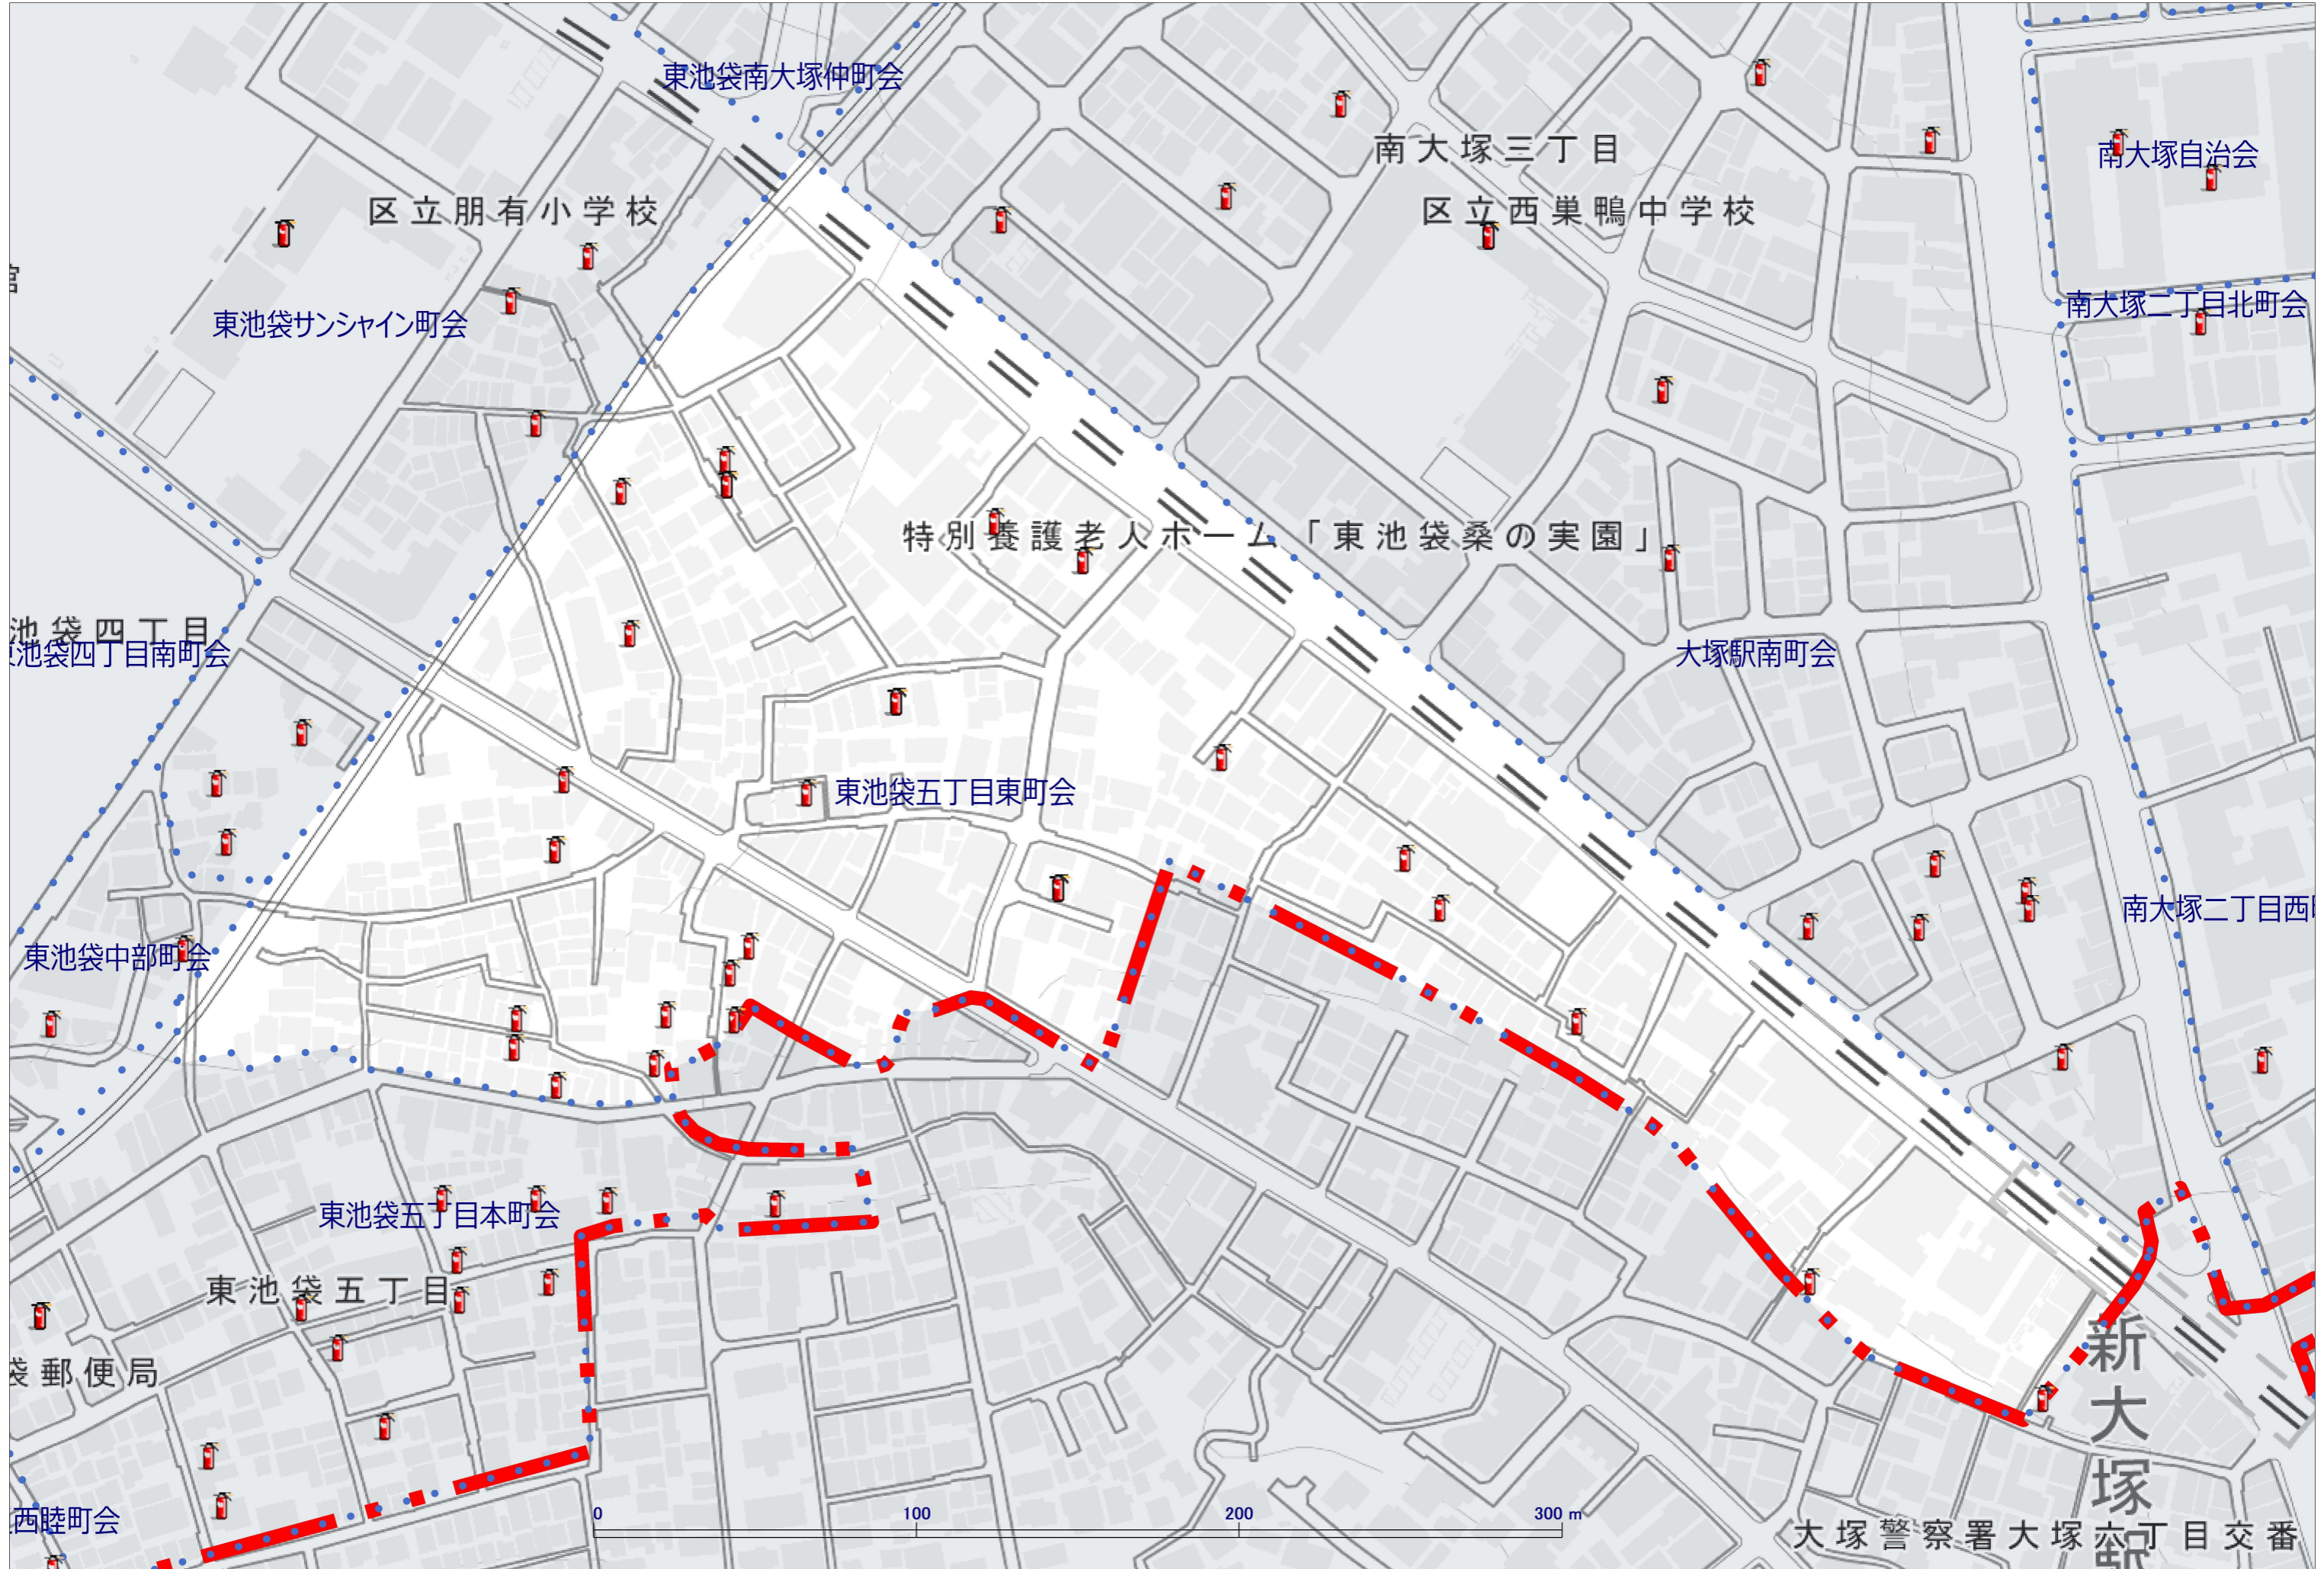 東池袋南大塚仲町会
南大塚三丁目
南大塚自治会
区立朋有小学校
区立西巣鴨中学校
館
南大塚二丁目北町会
東池袋サンシャイン町会
特別養護老人ホーム「東池袋桑の実園」
池袋四丁目
東池袋四丁目南町会
大塚駅南町会
東池袋五丁目東町会
南大塚二丁目西町
東池袋中部町会
東池袋五丁目本町会
東池袋五丁目
新大塚駅
袋郵便局
西睦町会
0 100 200 300 m
大塚警察署大塚六丁目交番